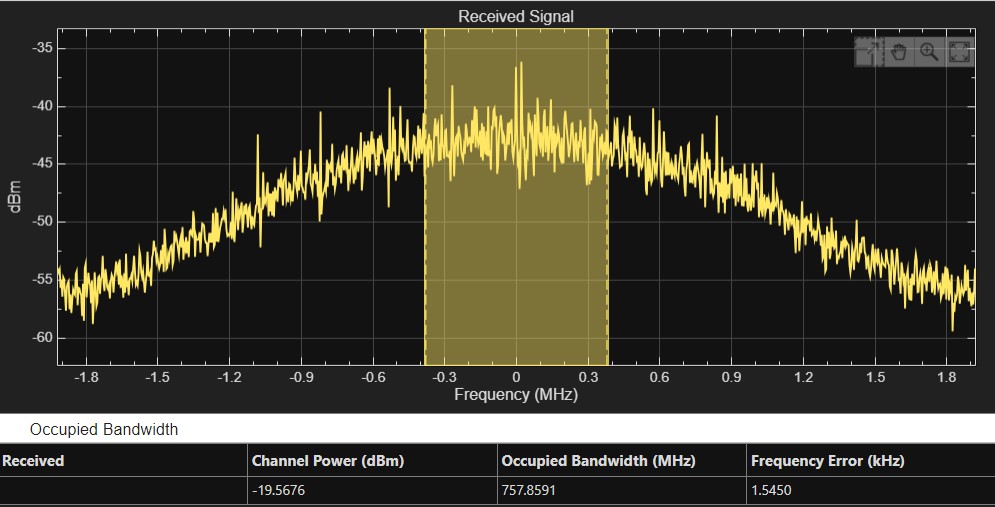 Received Signal
-35
-40
-45
-50
-55
-60
dBm
-1.8 -1.5 -1.2 -0.9 -0.6 -0.3 0 0.3 0.6 0.9 1.2 1.5 1.8
Frequency (MHz)
Occupied Bandwidth
Received Channel Power (dBm) Occupied Bandwidth (MHz) Frequency Error (kHz)
-19.5676 757.8591 1.5450